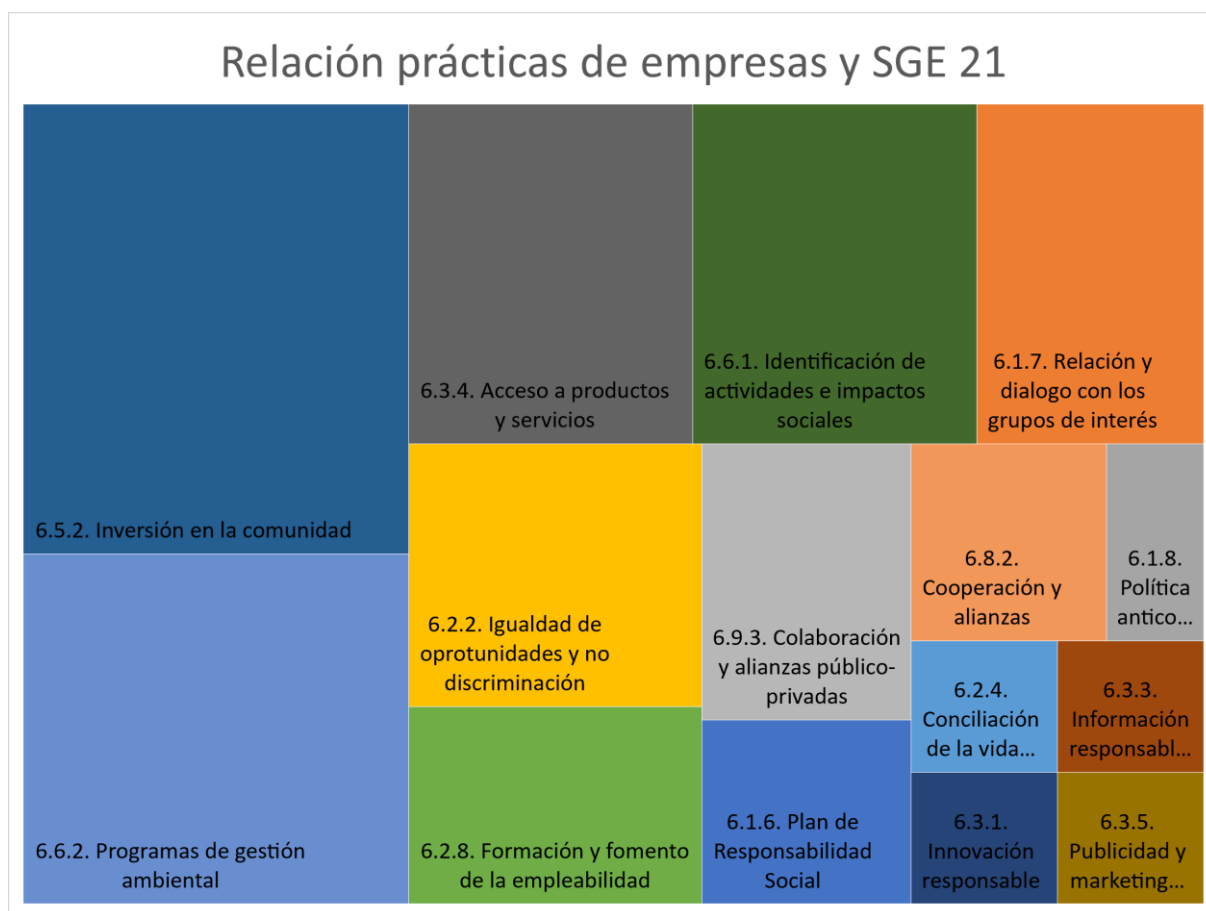 Relación prácticas de empresas y SGE 21
6.5.2. Inversión en la comunidad
6.6.2. Programas de gestión
ambiental
6.3.4. Acceso a productos
y servicios
6.6.1. Identificación de
actividades e impactos
sociales
6.1.7. Relación y
dialogo con los
grupos de interés
6.2.2. Igualdad de
oprotunidades y no
discriminación
6.2.8. Formación y fomento
de la empleabilidad
6.9.3. Colaboración
y alianzas público-
privadas
6.1.6. Plan de
Responsabilidad
Social
6.8.2.
Cooperación y
alianzas
6.1.8.
Política
antico...
6.2.4.
Conciliación
de la vida...
6.3.3.
Información
responsabl...
6.3.1.
Innovación
responsable
6.3.5.
Publicidad y
marketing...